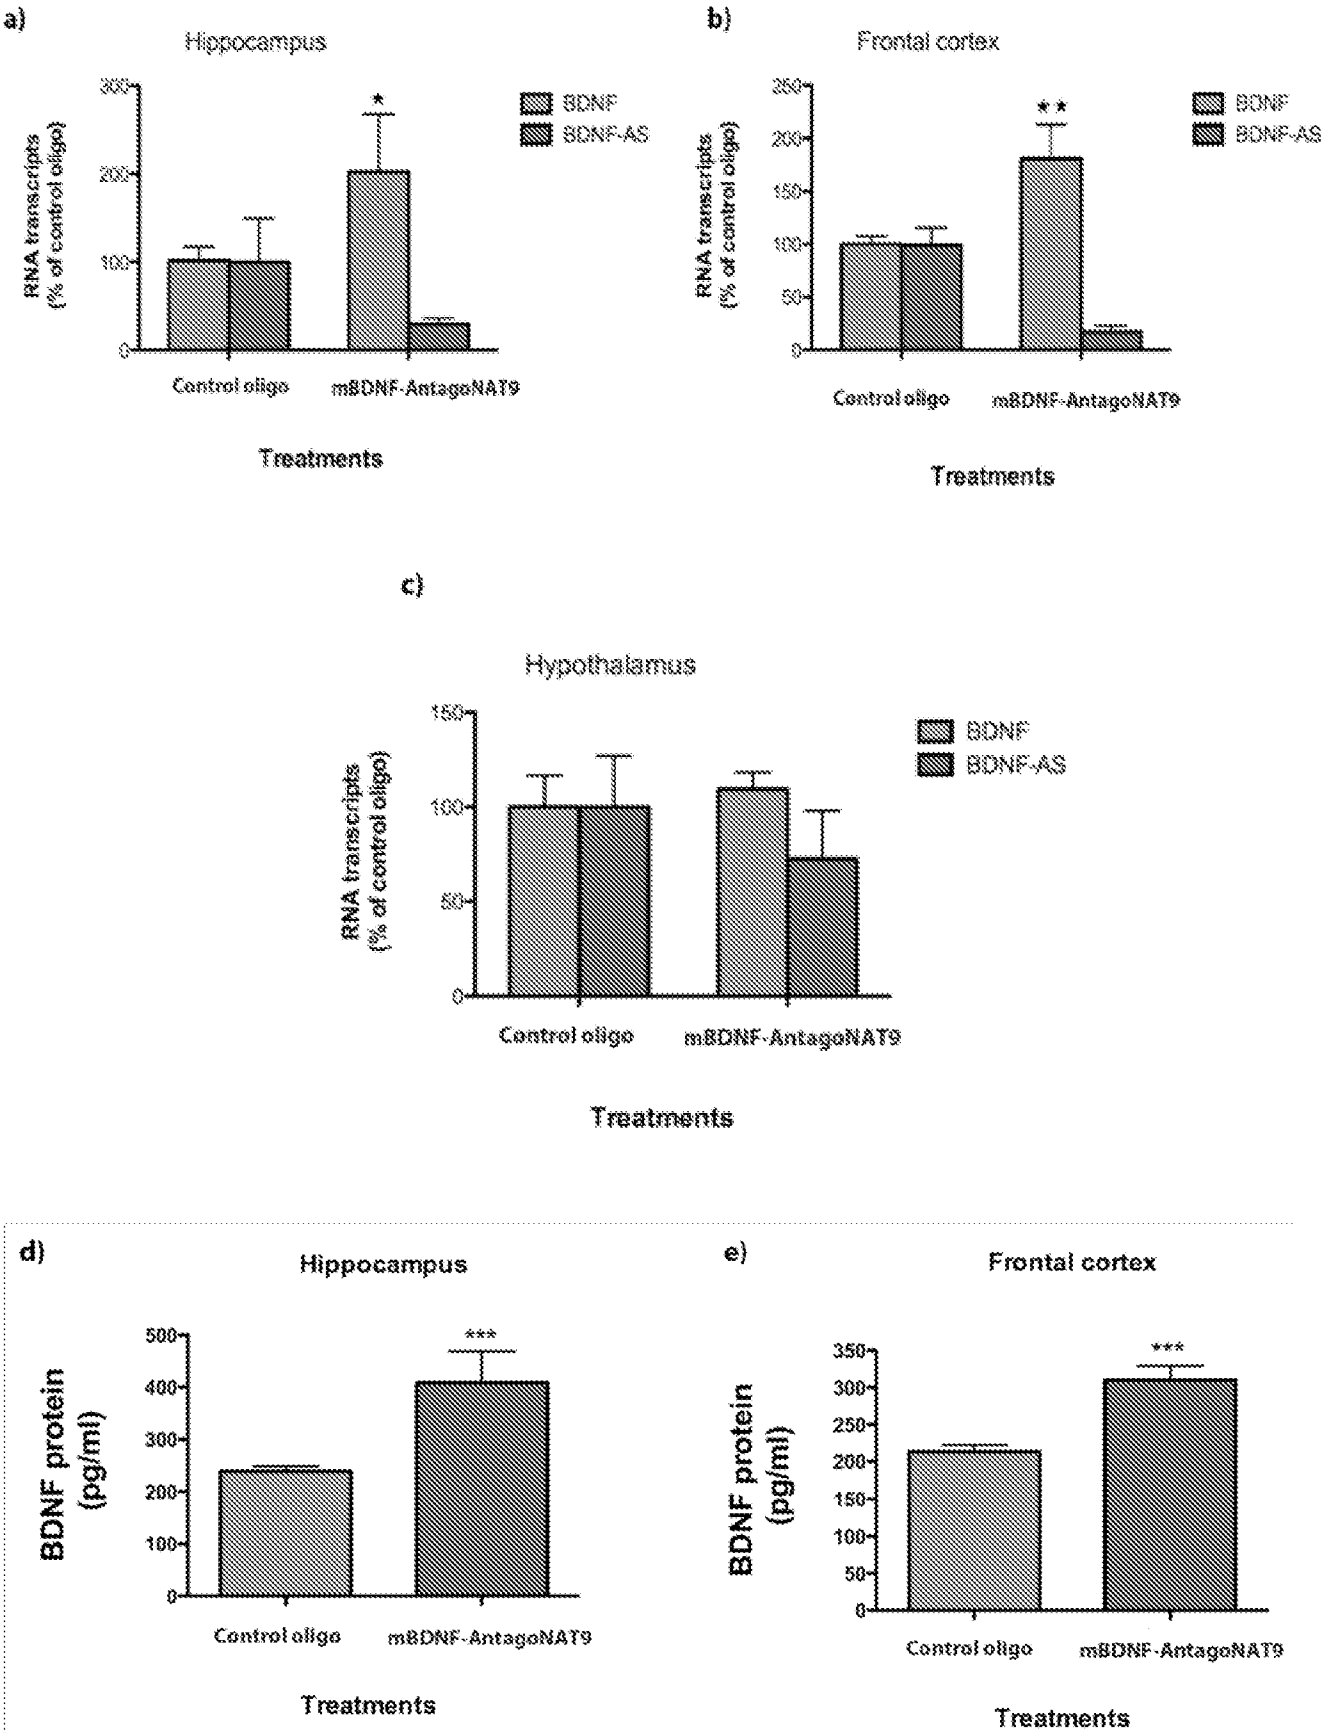 a)
Hippocampus
300
200
100
0
RNA transcripts
(% of control oligo)
*
BDNF
BDNF-AS
Control oligo
mBDNF-AntagoNAT9
Treatments
b)
Frontal cortex
250
200
150
100
50
0
RNA transcripts
(% of control oligo)
**
BDNF
BDNF-AS
Control oligo
mBDNF-AntagoNAT9
Treatments
c)
Hypothalamus
150
100
50
0
RNA transcripts
(% of control oligo)
BDNF
BDNF-AS
Control oligo
mBDNF-AntagoNAT9
Treatments
d)
Hippocampus
500
400
300
200
100
0
BDNF protein
(pg/ml)
***
Control oligo
mBDNF-AntagoNAT9
Treatments
e)
Frontal cortex
350
300
250
200
150
100
50
0
BDNF protein
(pg/ml)
***
Control oligo
mBDNF-AntagoNAT9
Treatments